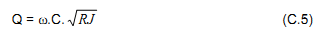 Q = ω.C.√RJ (C.5)